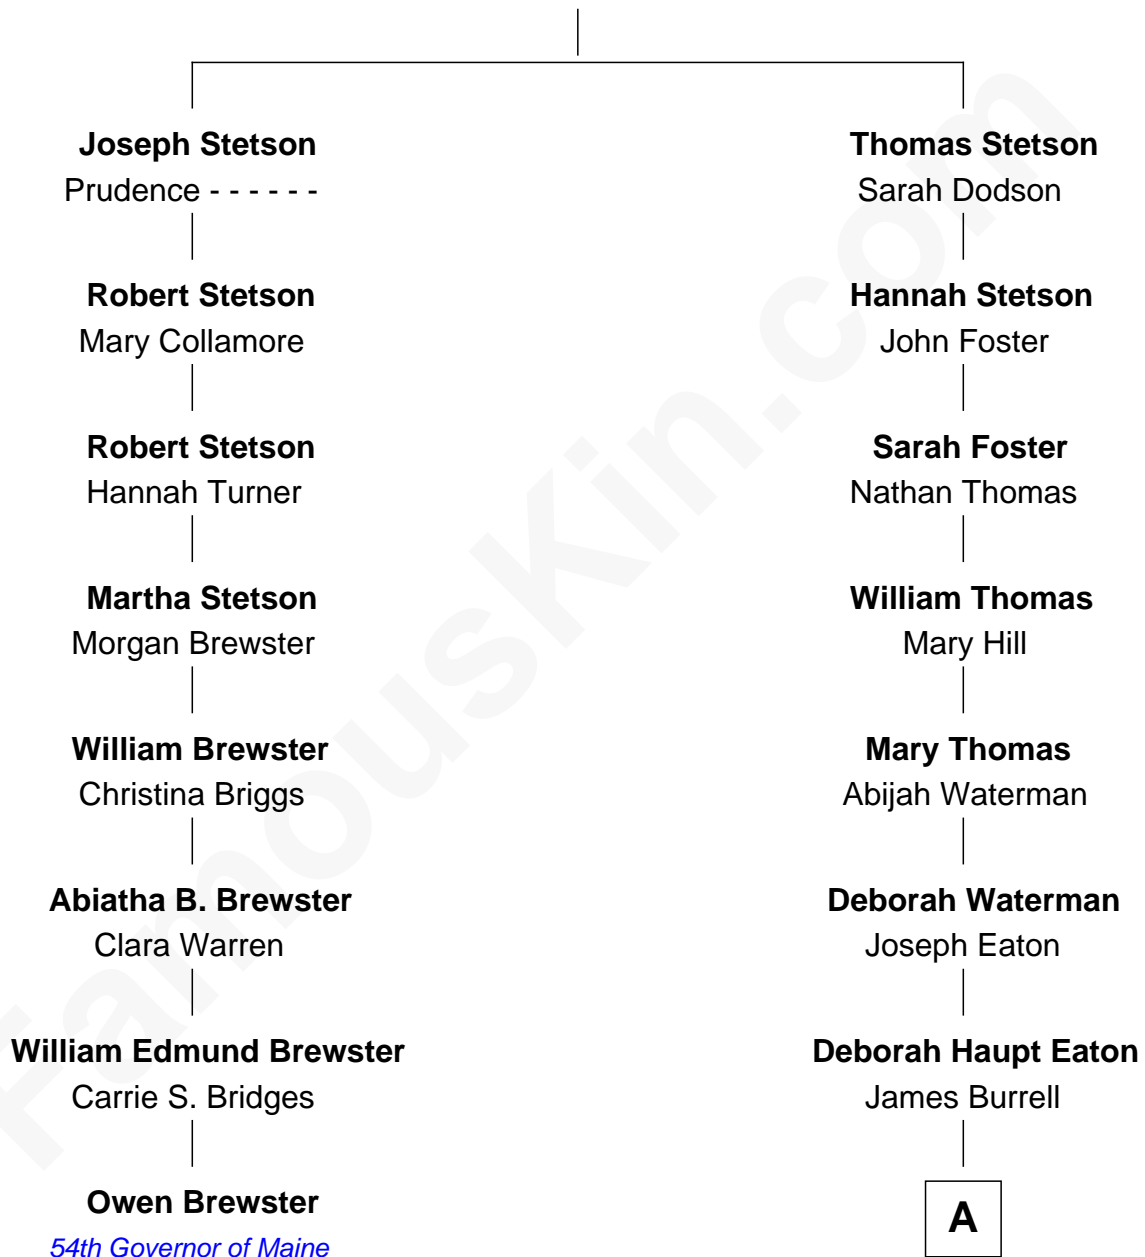 Joseph Stetson
Prudence - - - - - -
Robert Stetson
Mary Collamore
Robert Stetson
Hannah Turner
Martha Stetson
Morgan Brewster
William Brewster
Christina Briggs
Abiatha B. Brewster
Clara Warren
William Edmund Brewster
Carrie S. Bridges
Owen Brewster
54th Governor of Maine
Thomas Stetson
Sarah Dodson
Hannah Stetson
John Foster
Sarah Foster
Nathan Thomas
William Thomas
Mary Hill
Mary Thomas
Abijah Waterman
Deborah Waterman
Joseph Eaton
Deborah Haupt Eaton
James Burrell
A
FamousKin.com